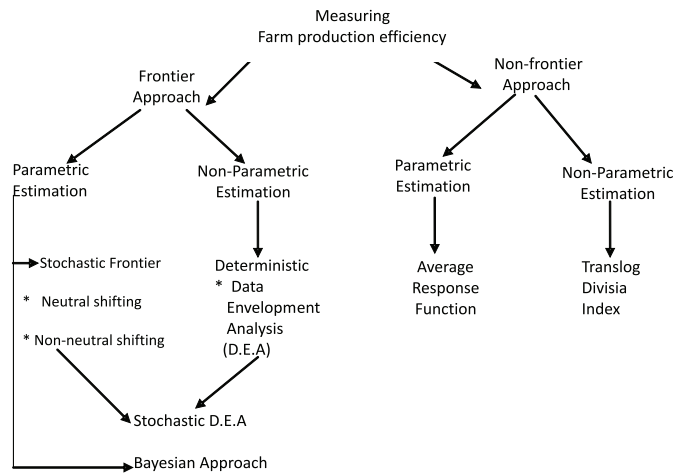 Measuring
Farm production efficiency
Frontier
Approach
Non-frontier
Approach
Parametric
Estimation
Non-Parametric
Estimation
Parametric
Estimation
Non-Parametric
Estimation
Stochastic Frontier
* Neutral shifting
* Non-neutral shifting
Deterministic
* Data
Envelopment
Analysis
(D.E.A)
Average
Response
Function
Translog
Divisia
Index
Stochastic D.E.A
Bayesian Approach